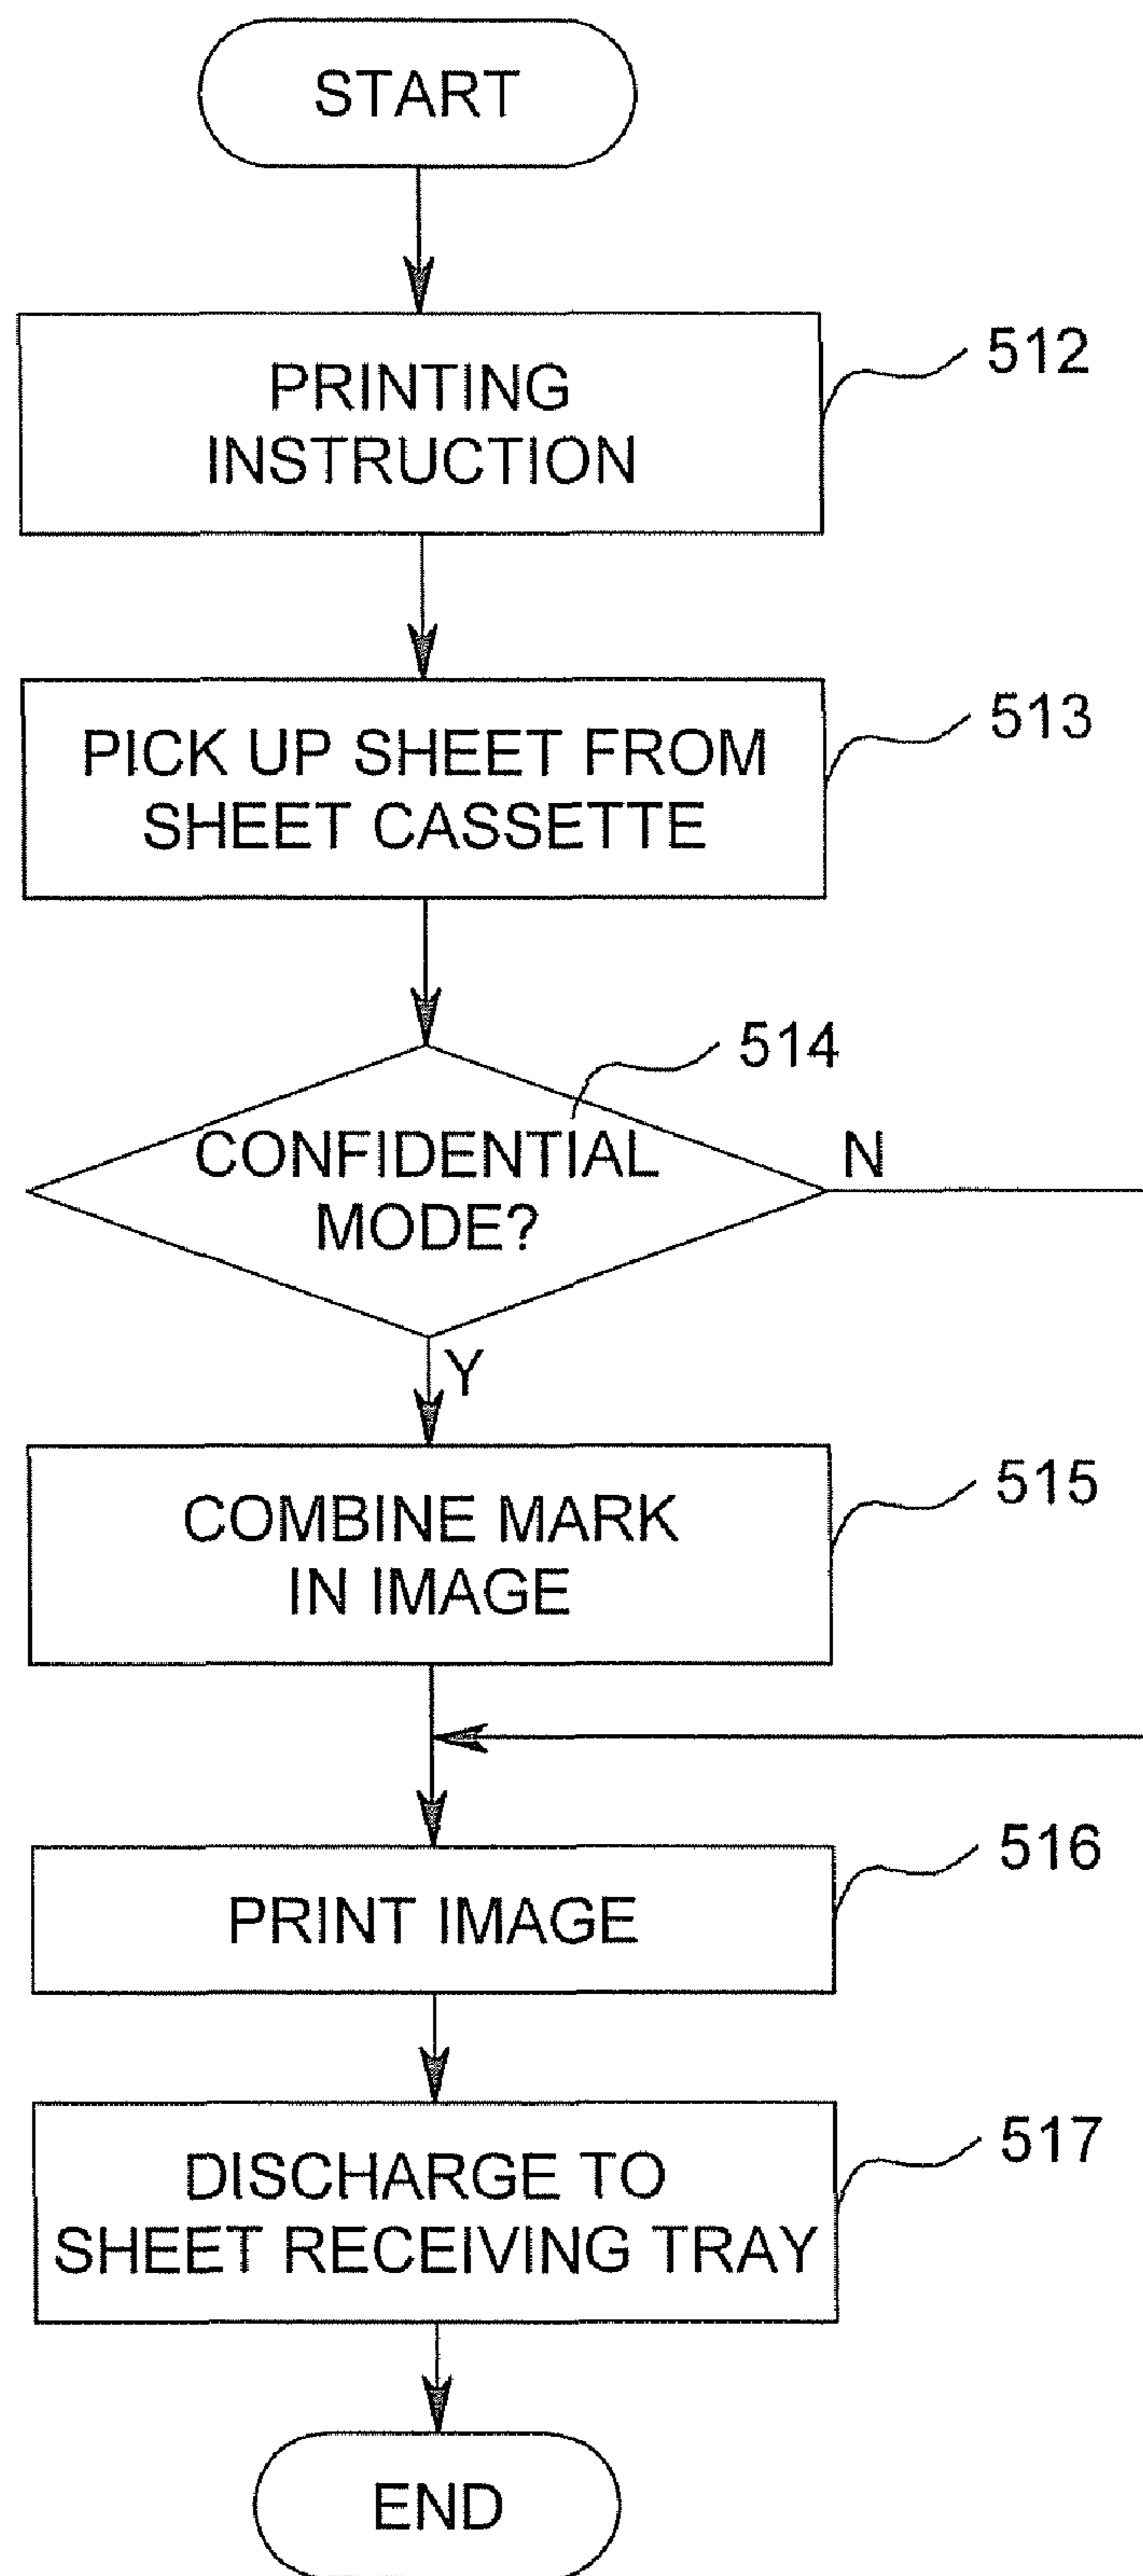 START
PRINTING
INSTRUCTION
512
PICK UP SHEET FROM
SHEET CASSETTE
513
514
CONFIDENTIAL
MODE?
N
Y
COMBINE MARK
IN IMAGE
515
PRINT IMAGE
516
DISCHARGE TO
SHEET RECEIVING TRAY
517
END